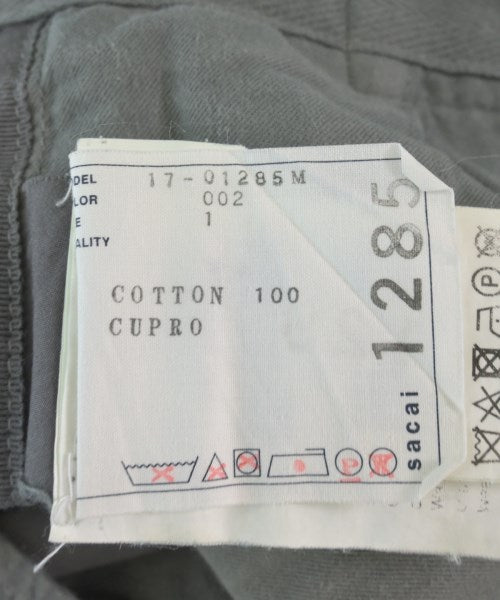 DEL 17-01285M
LOR 002
E 1
ALITY
COTTON 100
CUPRO
1285
sacai
P
W
P
W